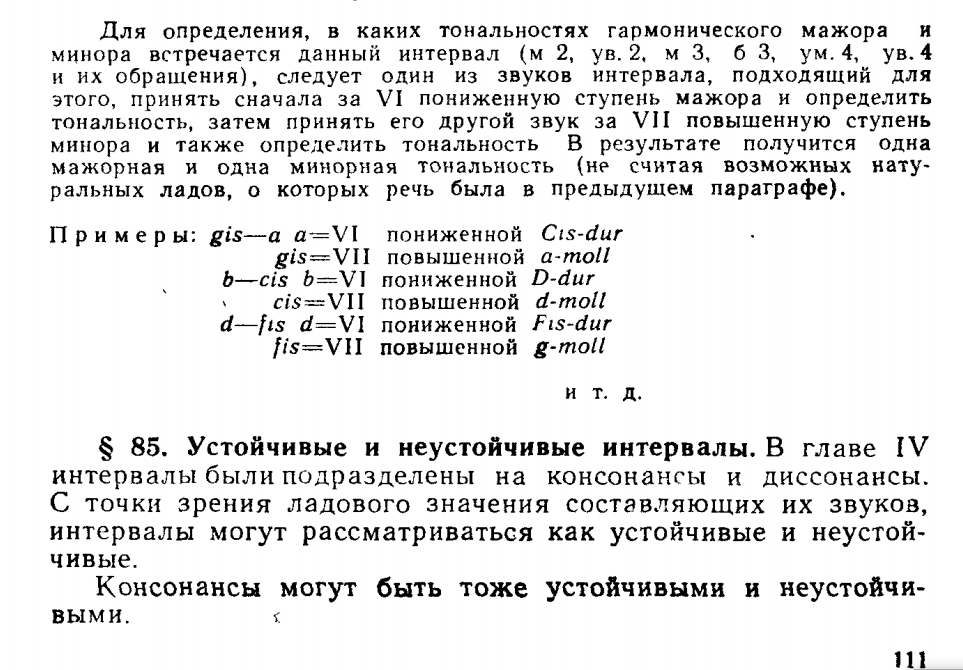 Для определения, в каких тональностях гармонического мажора и
минора встречается данный интервал (м 2, ув. 2, м 3, б 3, ум. 4, ув. 4
и их обращения), следует один из звуков интервала, подходящий для
этого, принять сначала за VI пониженную ступень мажора и определить
тональность, затем принять его другой звук за VII повышенную ступень
минора и также определить тональность В результате получится одна
мажорная и одна минорная тональность (не считая возможных нату-
ральных ладов, о которых речь была в предыдущем параграфе).
Примеры: gis—a a=VI пониженной Cis-dur
gis=VII повышенной a-moll
b—cis b=VI пониженной D-dur
cis=VII повышенной d-moll
d—fis d=VI пониженной Fis-dur
fis=VII повышенной g-moll
и т. д.
§ 85. Устойчивые и неустойчивые интервалы. В главе IV
интервалы были подразделены на консонансы и диссонансы.
С точки зрения ладового значения составляющих их звуков,
интервалы могут рассматриваться как устойчивые и неустой-
чивые.
Консонансы могут быть тоже устойчивыми и неустойчи-
выми.
111